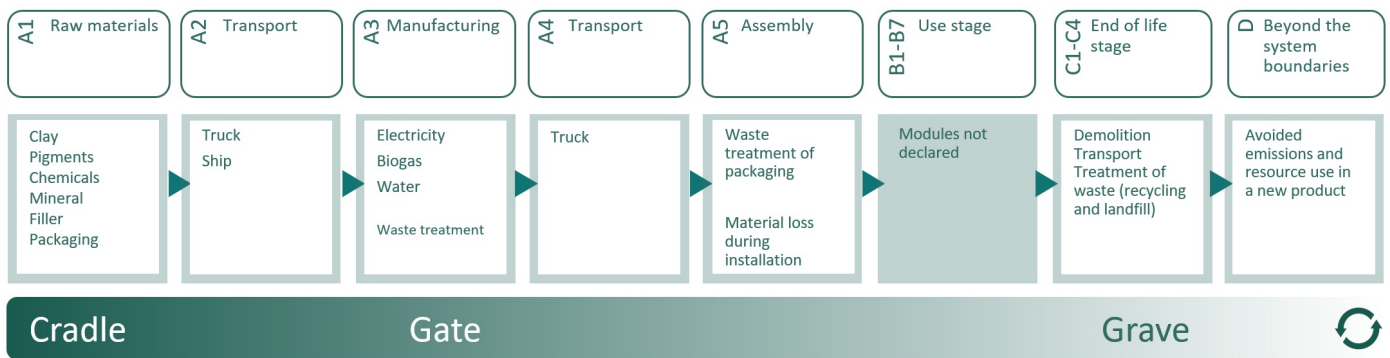 A1 Raw materials
A2 Transport
A3 Manufacturing
A4 Transport
A5 Assembly
B1-B7 Use stage
C1-C4 End of life
stage
D Beyond the
system
boundaries
Clay
Pigments
Chemicals
Mineral
Filler
Packaging
Truck
Ship
Electricity
Biogas
Water
Waste treatment
Truck
Waste
treatment of
packaging
Material loss
during
installation
Modules not
declared
Demolition
Transport
Treatment of
waste (recycling
and landfill)
Avoided
emissions and
resource use in
a new product
Cradle
Gate
Grave